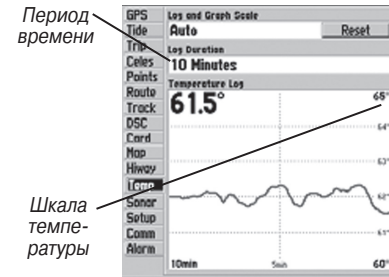 Период
времени
Шкала
темпе-
ратуры
GPS
Tide
Trip
Celes
Points
Route
Track
DSC
Card
Map
Hiway
Temp
Sonar
Setup
Comm
Alarm
Log and Graph Scale
Auto Reset
Log Duration
10 Minutes
Temperature Log
61.5° 65°
64°
63°
62°
61°
10min 5min 60°